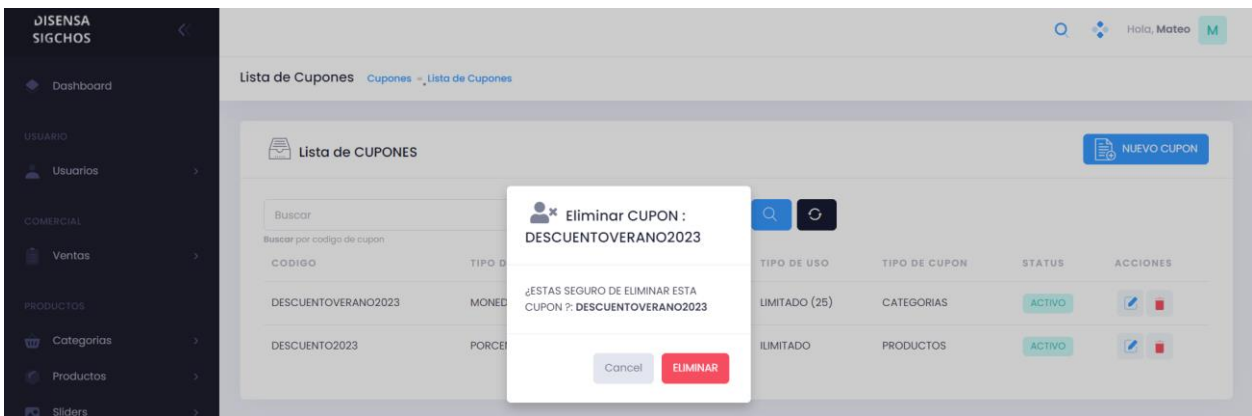 DISENSA
SIGCHOS
Hola, Mateo M
Dashboard
Lista de Cupones Cupones - Lista de Cupones
USUARIO
Lista de CUPONES
NUEVO CUPON
Usuarios
COMERCIAL
Buscar
Buscar por codigo de cupon
Eliminar CUPON :
DESCUENTOVERANO2023
Ventas
CODIGO TIPO D TIPO DE USO TIPO DE CUPON STATUS ACCIONES
¿ESTAS SEGURO DE ELIMINAR ESTA
CUPON ?: DESCUENTOVERANO2023
PRODUCTOS
DESCUENTOVERANO2023 MONED LIMITADO (25) CATEGORIAS ACTIVO
Categorias
DESCUENTO2023 PORCEN ILIMITADO PRODUCTOS ACTIVO
Cancel ELIMINAR
Productos
Sliders